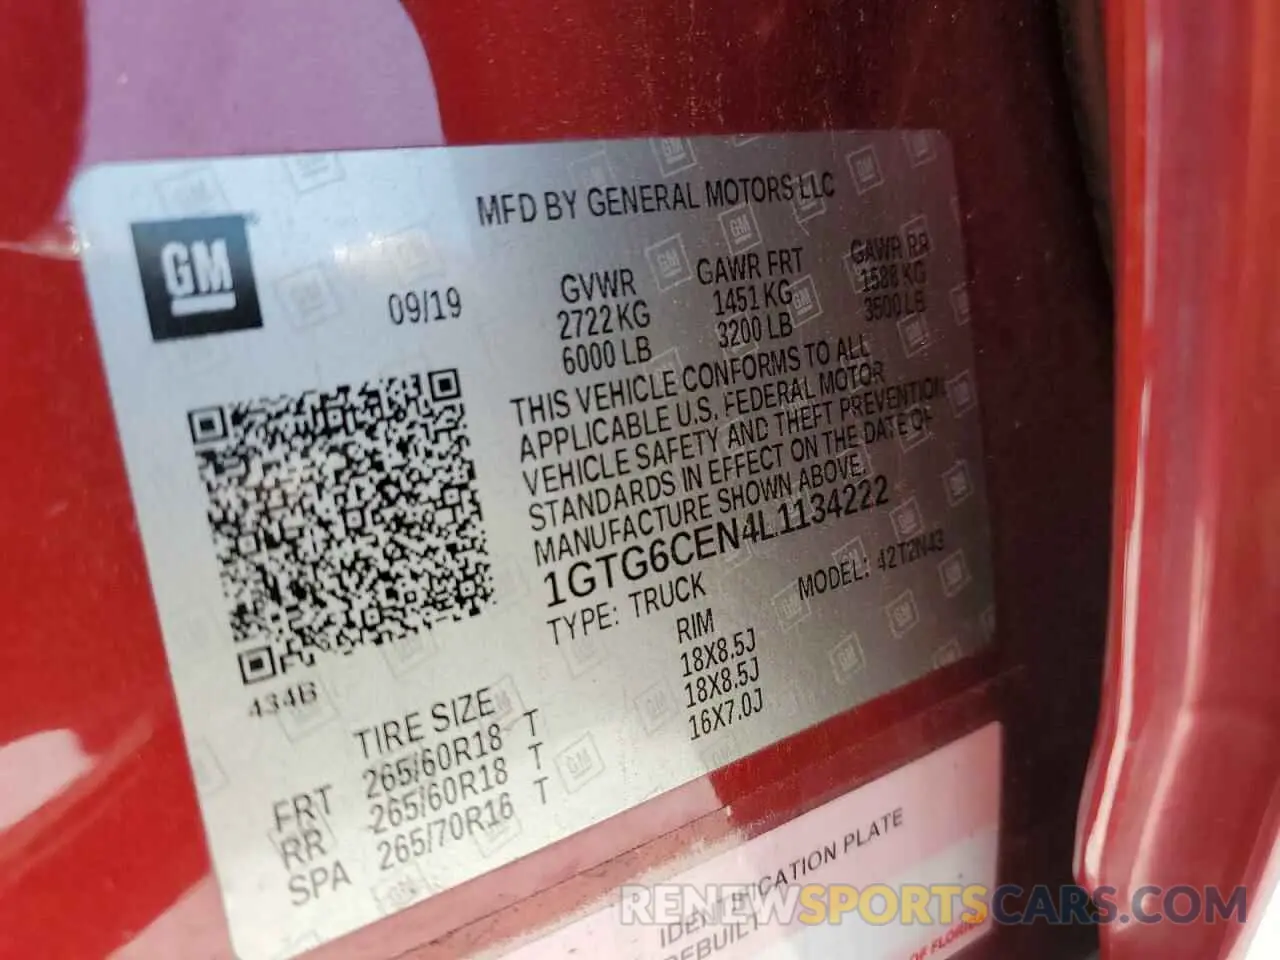 MFD BY GENERAL MOTORS LLC
GM
09/19
GVWR GAWR FRT GAWR RR
2722 KG 1451 KG 1588 KG
6000 LB 3200 LB 3500 LB
THIS VEHICLE CONFORMS TO ALL
APPLICABLE U.S. FEDERAL MOTOR
VEHICLE SAFETY AND THEFT PREVENTION
STANDARDS IN EFFECT ON THE DATE OF
MANUFACTURE SHOWN ABOVE.
1GTG6CEN4L1134222
TYPE: TRUCK MODEL: 42T2N43
434B
TIRE SIZE RIM
FRT 265/60R18 T 18X8.5J
RR 265/60R18 T 18X8.5J
SPA 265/70R16 T 16X7.0J
IDENTIFICATION PLATE
REBUILT
OF FLORIDA
RENEWSPORTSCARS.COM